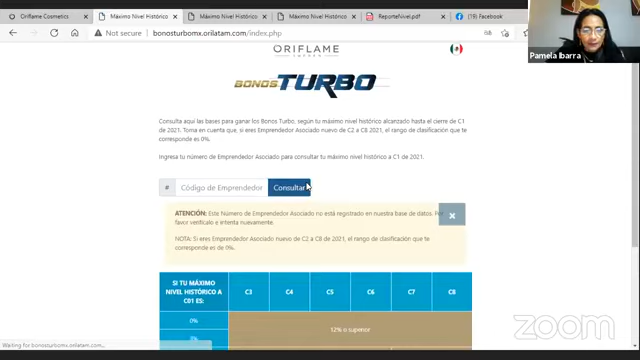 Oriflame Cosmetics
Máximo Nivel Histórico
Máximo Nivel Histórico
Máximo Nivel Histórico
ReporteNivel.pdf
(19) Facebook
Not secure
bonosturbomx.orilatam.com/index.php
Pamela Ibarra
ORIFLAME
SWEDEN
BONOS TURBO
Consulta aqui las bases para ganar los Bonos Turbo, según tu máximo nivel histórico alcanzado hasta el cierre de C1
de 2021. Toma en cuenta que, si eres Emprendedor Asociado nuevo de C2 a C8 2021, el rango de clasificación que te
corresponde es 0%.
Ingresa tu número de Emprendedor Asociado para consultar tu máximo nivel histórico a C1 de 2021.
# Código de Emprendedor Consultar
ATENCIÓN: Este Número de Emprendedor Asociado no está registrado en nuestra base de datos. Por
favor verifícalo e intenta nuevamente.
NOTA: Si eres Emprendedor Asociado nuevo de C2 a C8 de 2021, el rango de clasificación que te
corresponde es de 0%.
SI TU MÁXIMO
NIVEL HISTÓRICO A
C01 ES:
C3 C4 C5 C6 C7 C8
0%
12% o superior
Waiting for bonosturbomx.orilatam.com...
zoom